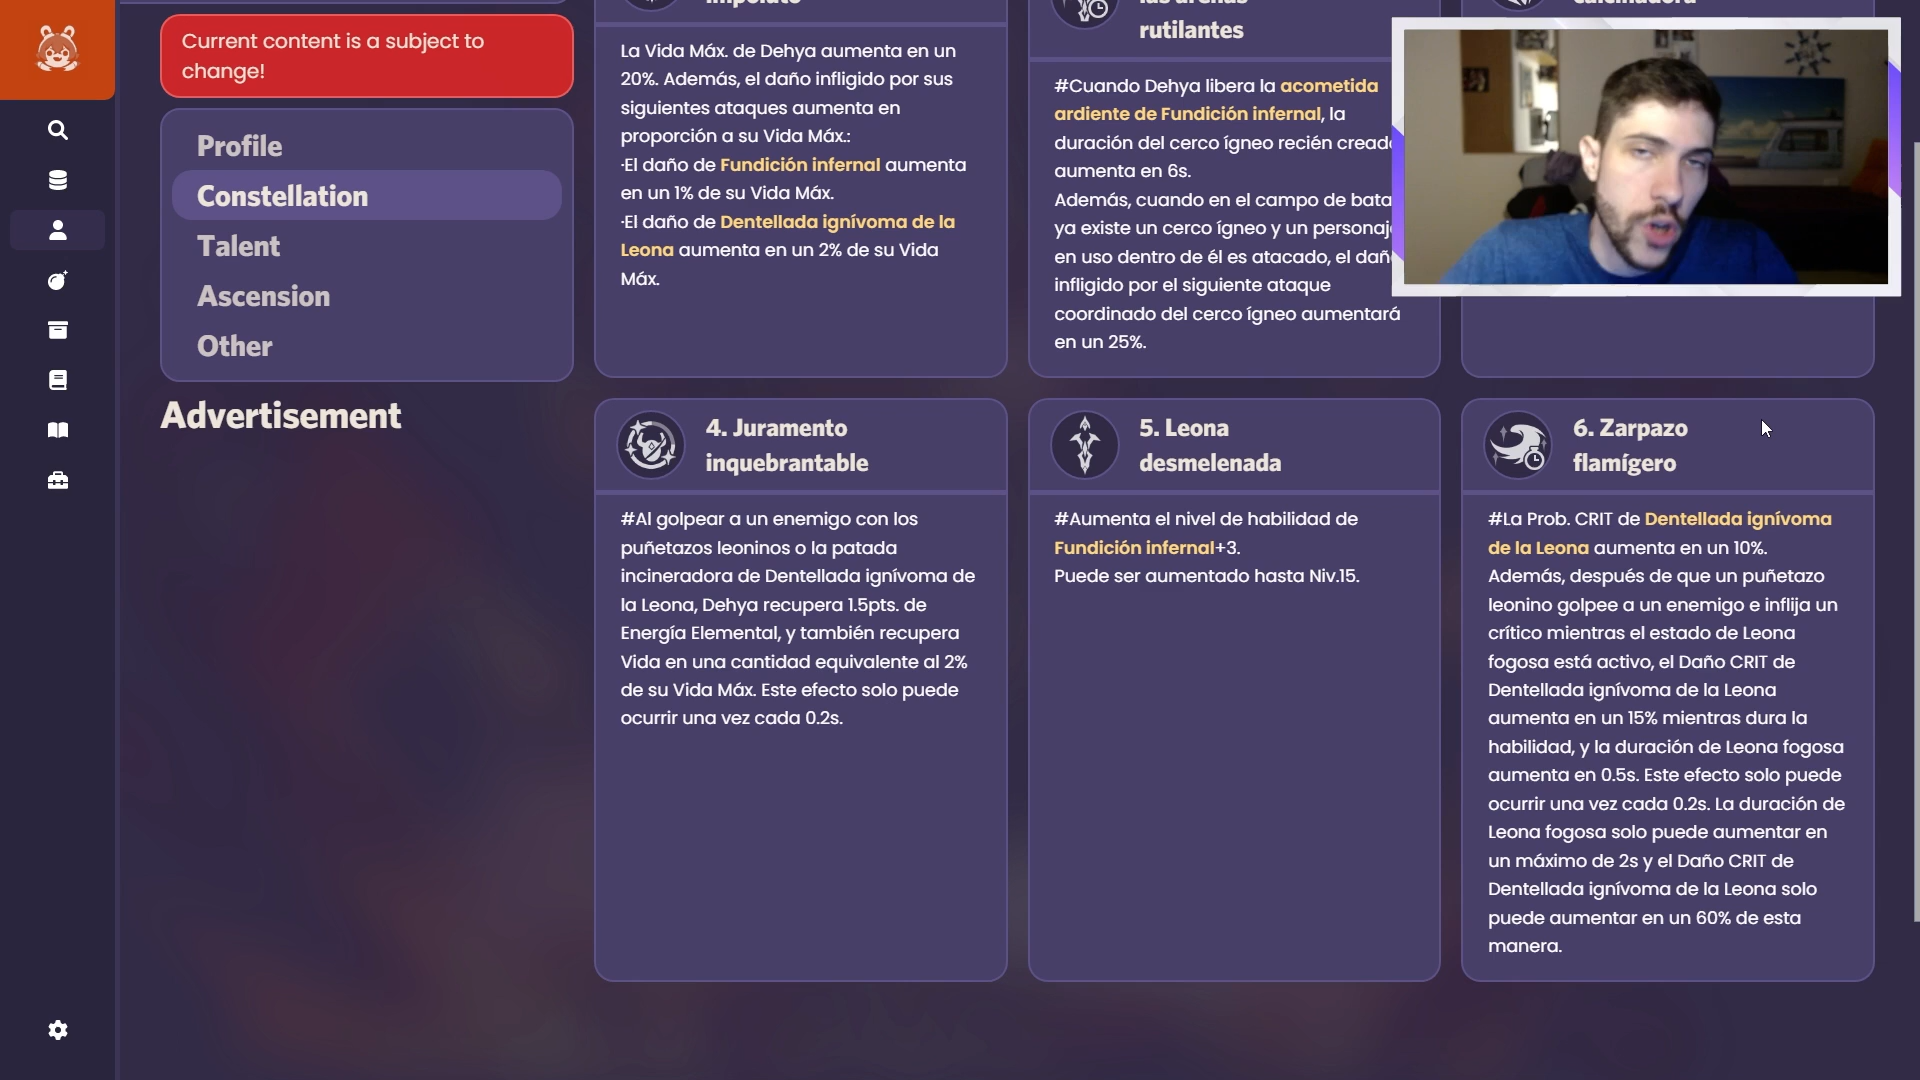 Current content is a subject to
change!
Profile
Constellation
Talent
Ascension
Other
Advertisement
La Vida Máx. de Dehya aumenta en un
20%. Además, el daño infligido por sus
siguientes ataques aumenta en
proporción a su Vida Máx.:
·El daño de Fundición infernal aumenta
en un 1% de su Vida Máx.
·El daño de Dentellada ignívoma de la
Leona aumenta en un 2% de su Vida
Máx.
rutilantes
#Cuando Dehya libera la acometida
ardiente de Fundición infernal, la
duración del cerco ígneo recién
aumenta en 6s.
Además, cuando en el campo de
ya existe un cerco ígneo y un
en uso dentro de él es atacado, el
infligido por el siguiente ataque
coordinado del cerco ígneo aumentará
en un 25%.
4. Juramento
inquebrantable
#Al golpear a un enemigo con los
puñetazos leoninos o la patada
incineradora de Dentellada ignívoma de
la Leona, Dehya recupera 1.5pts. de
Energía Elemental, y también recupera
Vida en una cantidad equivalente al 2%
de su Vida Máx. Este efecto solo puede
ocurrir una vez cada 0.2s.
5. Leona
desmelenada
#Aumenta el nivel de habilidad de
Fundición infernal+3.
Puede ser aumentado hasta Niv.15.
6. Zarpazo
flamígero
#La Prob. CRIT de Dentellada ignívoma
de la Leona aumenta en un 10%.
Además, después de que un puñetazo
leonino golpee a un enemigo e inflija un
crítico mientras el estado de Leona
fogosa está activo, el Daño CRIT de
Dentellada ignívoma de la Leona
aumenta en un 15% mientras dura la
habilidad, y la duración de Leona fogosa
aumenta en 0.5s. Este efecto solo puede
ocurrir una vez cada 0.2s. La duración de
Leona fogosa solo puede aumentar en
un máximo de 2s y el Daño CRIT de
Dentellada ignívoma de la Leona solo
puede aumentar en un 60% de esta
manera.